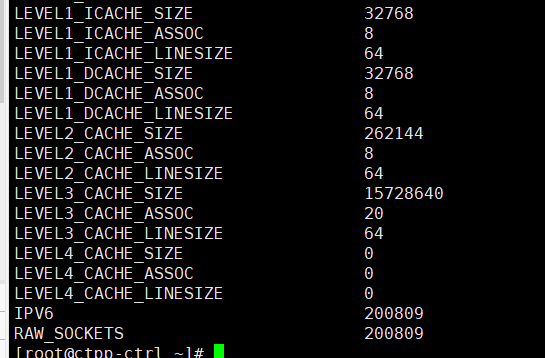 LEVEL1_ICACHE_SIZE 32768
LEVEL1_ICACHE_ASSOC 8
LEVEL1_ICACHE_LINESIZE 64
LEVEL1_DCACHE_SIZE 32768
LEVEL1_DCACHE_ASSOC 8
LEVEL1_DCACHE_LINESIZE 64
LEVEL2_CACHE_SIZE 262144
LEVEL2_CACHE_ASSOC 8
LEVEL2_CACHE_LINESIZE 64
LEVEL3_CACHE_SIZE 15728640
LEVEL3_CACHE_ASSOC 20
LEVEL3_CACHE_LINESIZE 64
LEVEL4_CACHE_SIZE 0
LEVEL4_CACHE_ASSOC 0
LEVEL4_CACHE_LINESIZE 0
IPV6 200809
RAW_SOCKETS 200809
[root@ctpp-ctrl ~]#